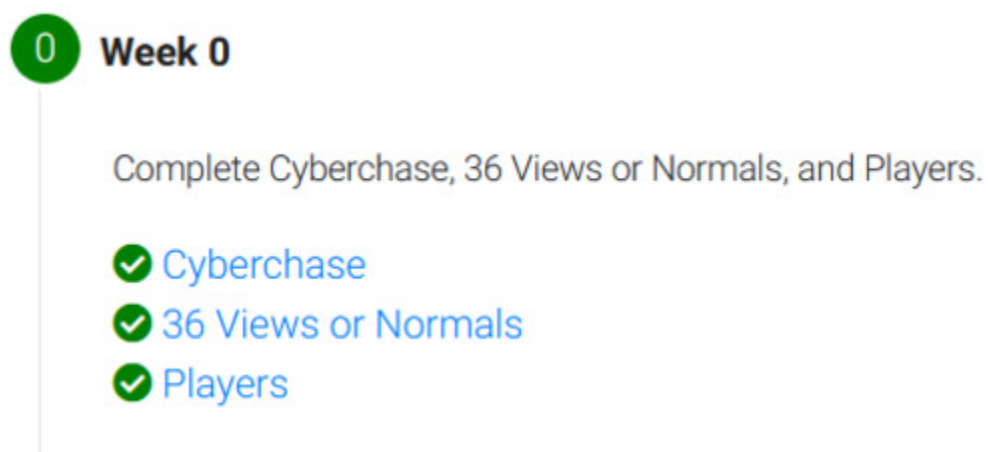 0 Week 0
Complete Cyberchase, 36 Views or Normals, and Players.
Cyberchase
36 Views or Normals
Players